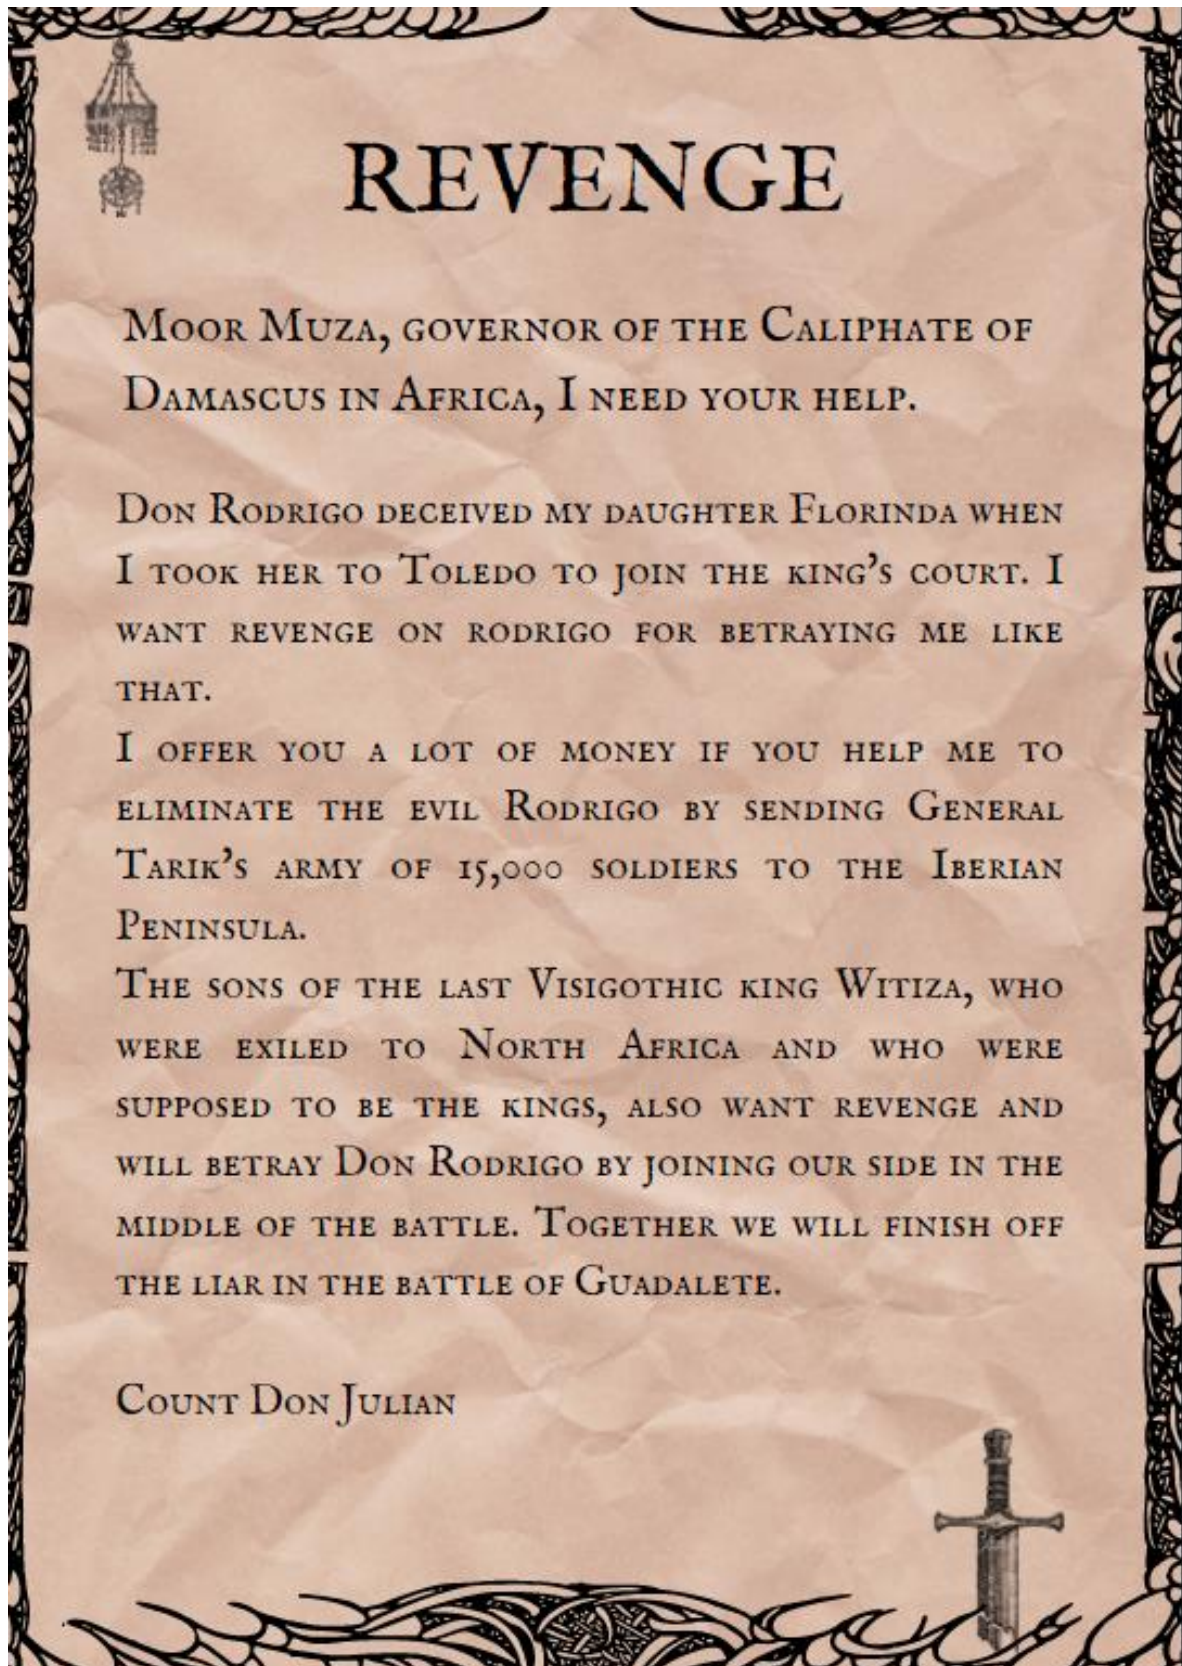 REVENGE
Moor Muza, governor of the Caliphate of
Damascus in Africa, I need your help.
Don Rodrigo deceived my daughter Florinda when
I took her to Toledo to join the king's court. I
want revenge on rodrigo for betraying me like
that.
I offer you a lot of money if you help me to
eliminate the evil Rodrigo by sending General
Tarik's army of 15,000 soldiers to the Iberian
Peninsula.
The sons of the last Visigothic king Witiza, who
were exiled to North Africa and who were
supposed to be the kings, also want revenge and
will betray Don Rodrigo by joining our side in the
middle of the battle. Together we will finish off
the liar in the battle of Guadalete.
Count Don Julian